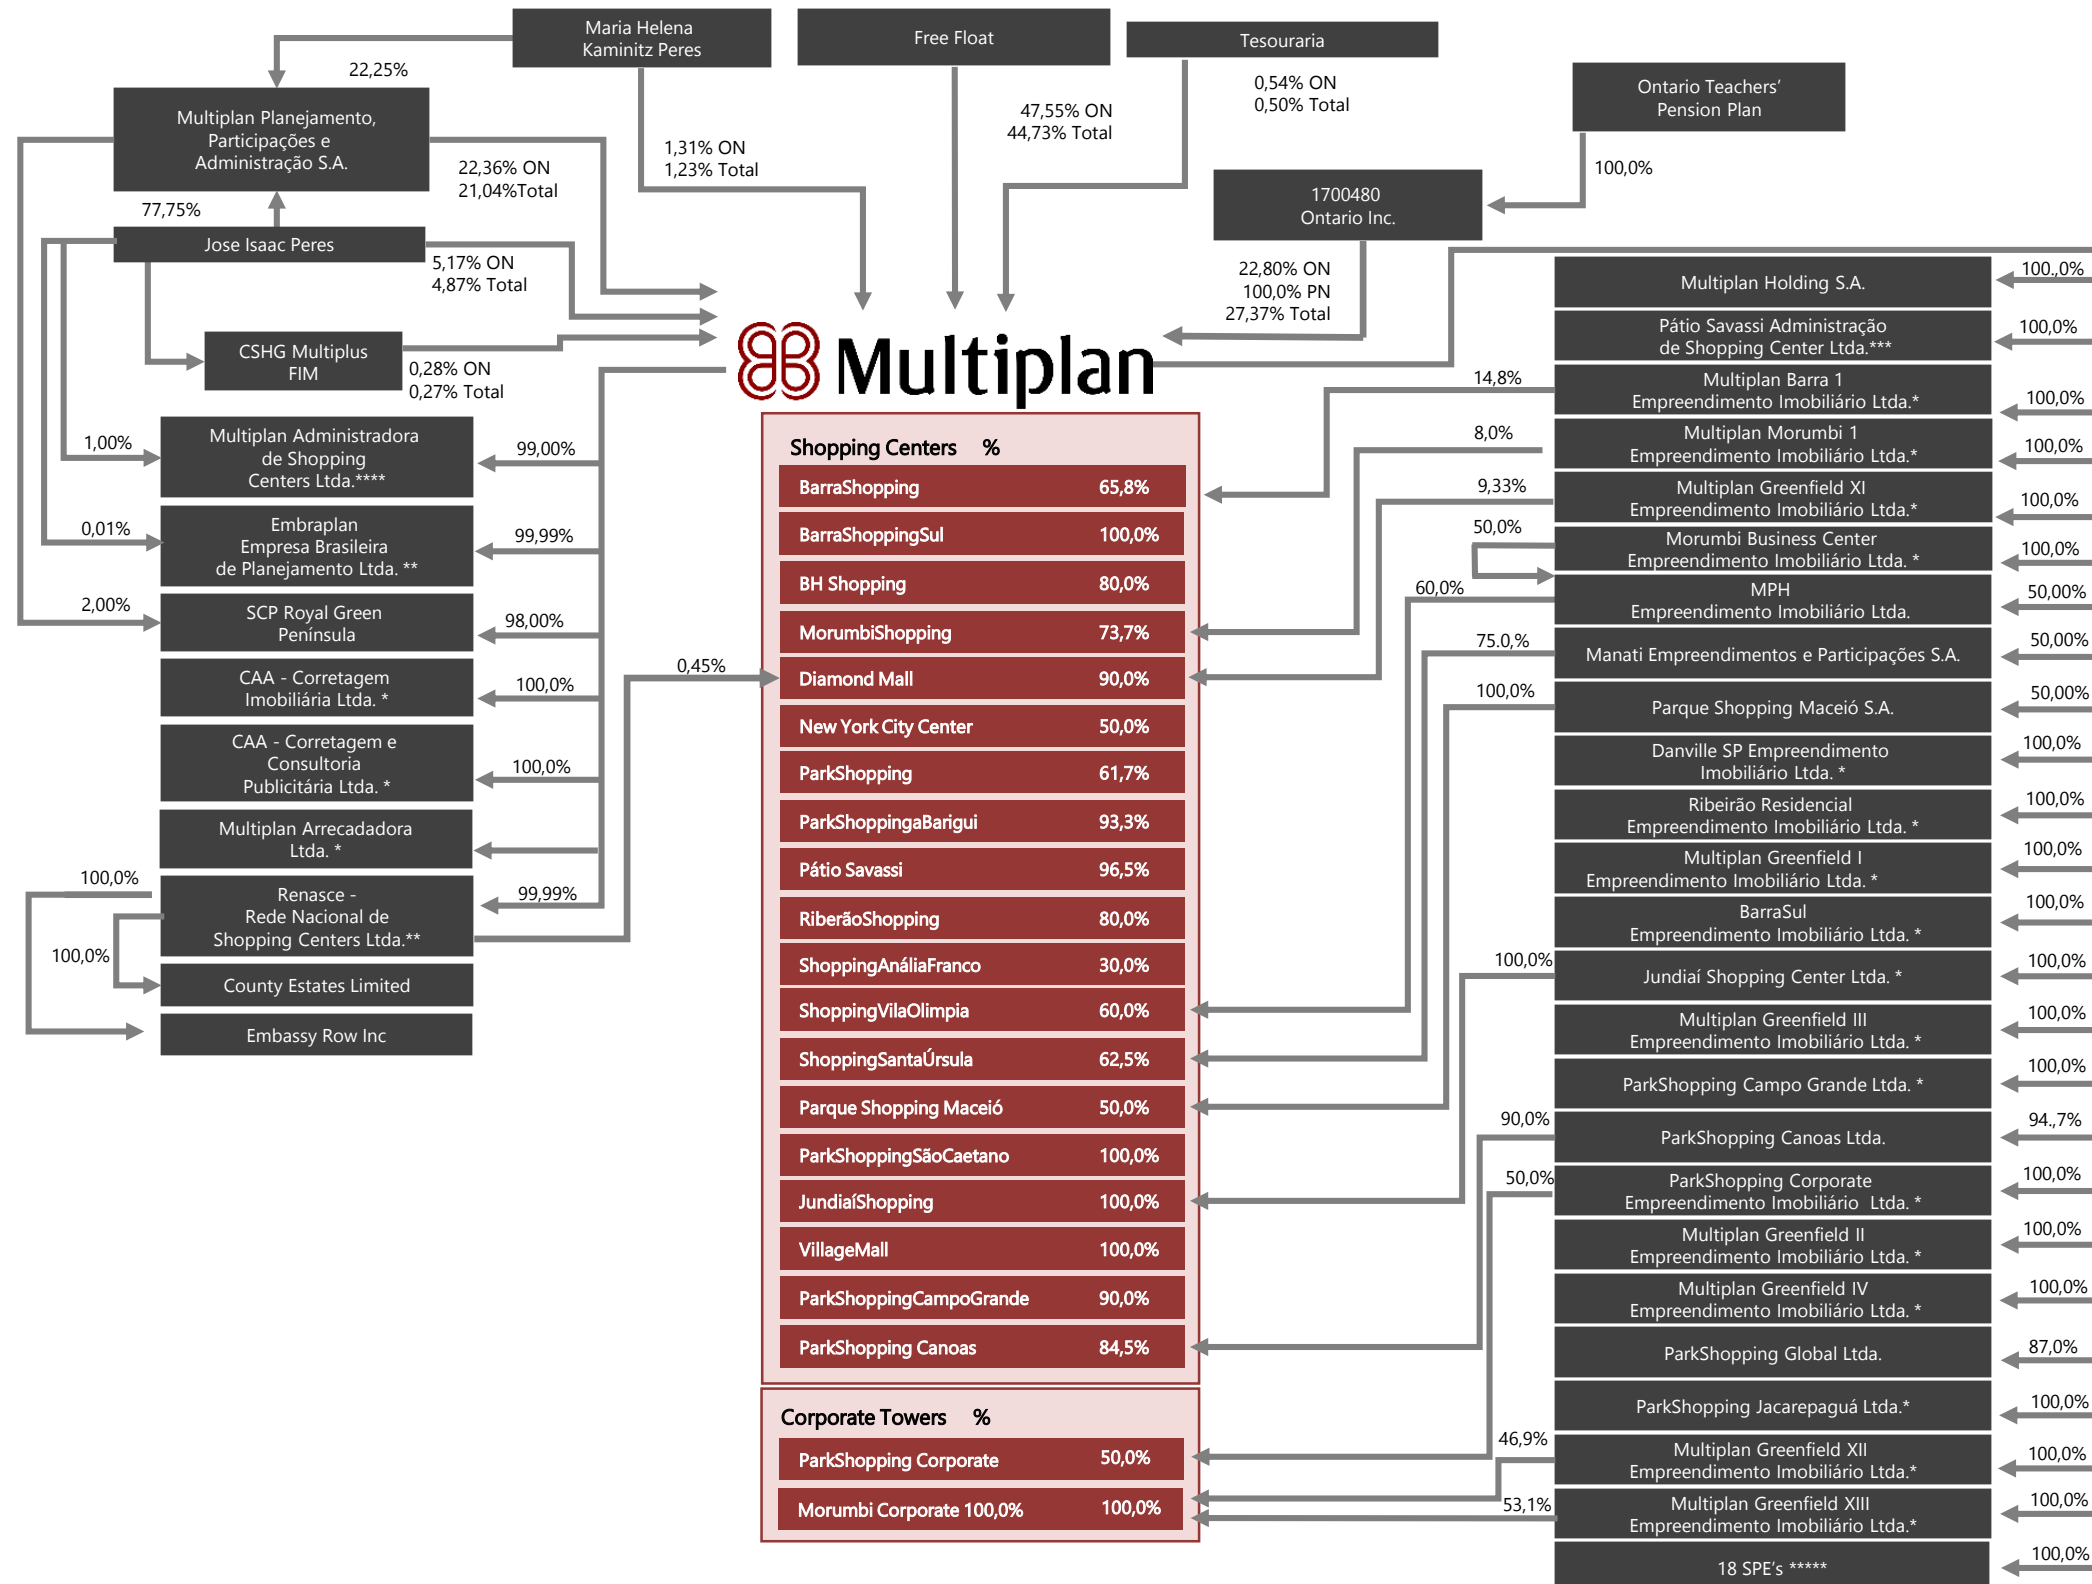 Maria Helena
Kaminitz Peres
Free Float
Tesouraria
22,25%
0,54% ON
0,50% Total
Ontario Teachers’
Pension Plan
47,55% ON
44,73% Total
Multiplan Planejamento,
Participações e
Administração S.A.
22,36% ON
21,04%Total
1,31% ON
1,23% Total
100,0%
1700480
Ontario Inc.
77,75%
Jose Isaac Peres
5,17% ON
4,87% Total
22,80% ON
100,0% PN
27,37% Total
CSHG Multiplus
FIM
0,28% ON
0,27% Total
Multiplan
1,00%
Multiplan Administradora
de Shopping
Centers Ltda.****
99,00%
0,01%
Embraplan
Empresa Brasileira
de Planejamento Ltda. **
99,99%
2,00%
SCP Royal Green
Península
98,00%
CAA - Corretagem
Imobiliária Ltda. *
100,0%
CAA - Corretagem e
Consultoria
Publicitária Ltda. *
100,0%
Multiplan Arrecadadora
Ltda. *
100,0%
Renasce -
Rede Nacional de
Shopping Centers Ltda.**
99,99%
100,0%
County Estates Limited
Embassy Row Inc
0,45%
Shopping Centers %
BarraShopping 65,8%
BarraShoppingSul 100,0%
BH Shopping 80,0%
MorumbiShopping 73,7%
Diamond Mall 90,0%
New York City Center 50,0%
ParkShopping 61,7%
ParkShoppingaBarigui 93,3%
Pátio Savassi 96,5%
RiberãoShopping 80,0%
ShoppingAnáliaFranco 30,0%
ShoppingVilaOlimpia 60,0%
ShoppingSantaÚrsula 62,5%
Parque Shopping Maceió 50,0%
ParkShoppingSãoCaetano 100,0%
JundiaíShopping 100,0%
VillageMall 100,0%
ParkShoppingCampoGrande 90,0%
ParkShopping Canoas 84,5%
Corporate Towers %
ParkShopping Corporate 50,0%
Morumbi Corporate 100,0% 100,0%
Multiplan Holding S.A.
100.,0%
Pátio Savassi Administração
de Shopping Center Ltda.***
100,0%
14,8%
Multiplan Barra 1
Empreendimento Imobiliário Ltda.*
100,0%
8,0%
Multiplan Morumbi 1
Empreendimento Imobiliário Ltda.*
100,0%
9,33%
Multiplan Greenfield XI
Empreendimento Imobiliário Ltda.*
100,0%
50,0%
Morumbi Business Center
Empreendimento Imobiliário Ltda. *
100,0%
60,0%
MPH
Empreendimento Imobiliário Ltda.
50,00%
75.0,%
Manati Empreendimentos e Participações S.A.
50,00%
100,0%
Parque Shopping Maceió S.A.
50,00%
Danville SP Empreendimento
Imobiliário Ltda. *
100,0%
Ribeirão Residencial
Empreendimento Imobiliário Ltda. *
100,0%
Multiplan Greenfield I
Empreendimento Imobiliário Ltda. *
100,0%
BarraSul
Empreendimento Imobiliário Ltda. *
100,0%
100,0%
Jundiaí Shopping Center Ltda. *
100,0%
Multiplan Greenfield III
Empreendimento Imobiliário Ltda. *
100,0%
ParkShopping Campo Grande Ltda. *
100,0%
90,0%
ParkShopping Canoas Ltda.
94.,7%
50,0%
ParkShopping Corporate
Empreendimento Imobiliário Ltda. *
100,0%
Multiplan Greenfield II
Empreendimento Imobiliário Ltda. *
100,0%
Multiplan Greenfield IV
Empreendimento Imobiliário Ltda. *
100,0%
ParkShopping Global Ltda.
87,0%
ParkShopping Jacarepaguá Ltda.*
100,0%
46,9%
Multiplan Greenfield XII
Empreendimento Imobiliário Ltda.*
100,0%
53,1%
Multiplan Greenfield XIII
Empreendimento Imobiliário Ltda.*
100,0%
18 SPE’s *****
100,0%